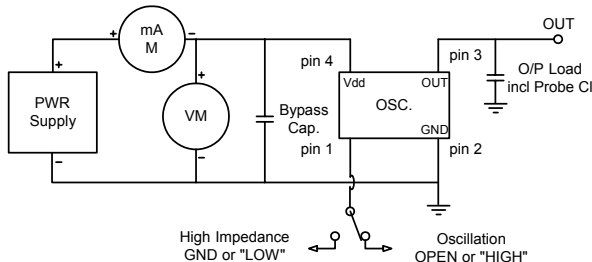 mA
M
+
−
OUT
+
+
pin 4
pin 3
PWR
Supply
VM
Bypass
Cap.
Vdd
OUT
OSC.
GND
O/P Load
incl Probe Cl
−
−
pin 1
pin 2
High Impedance
GND or "LOW"
Oscillation
OPEN or "HIGH"